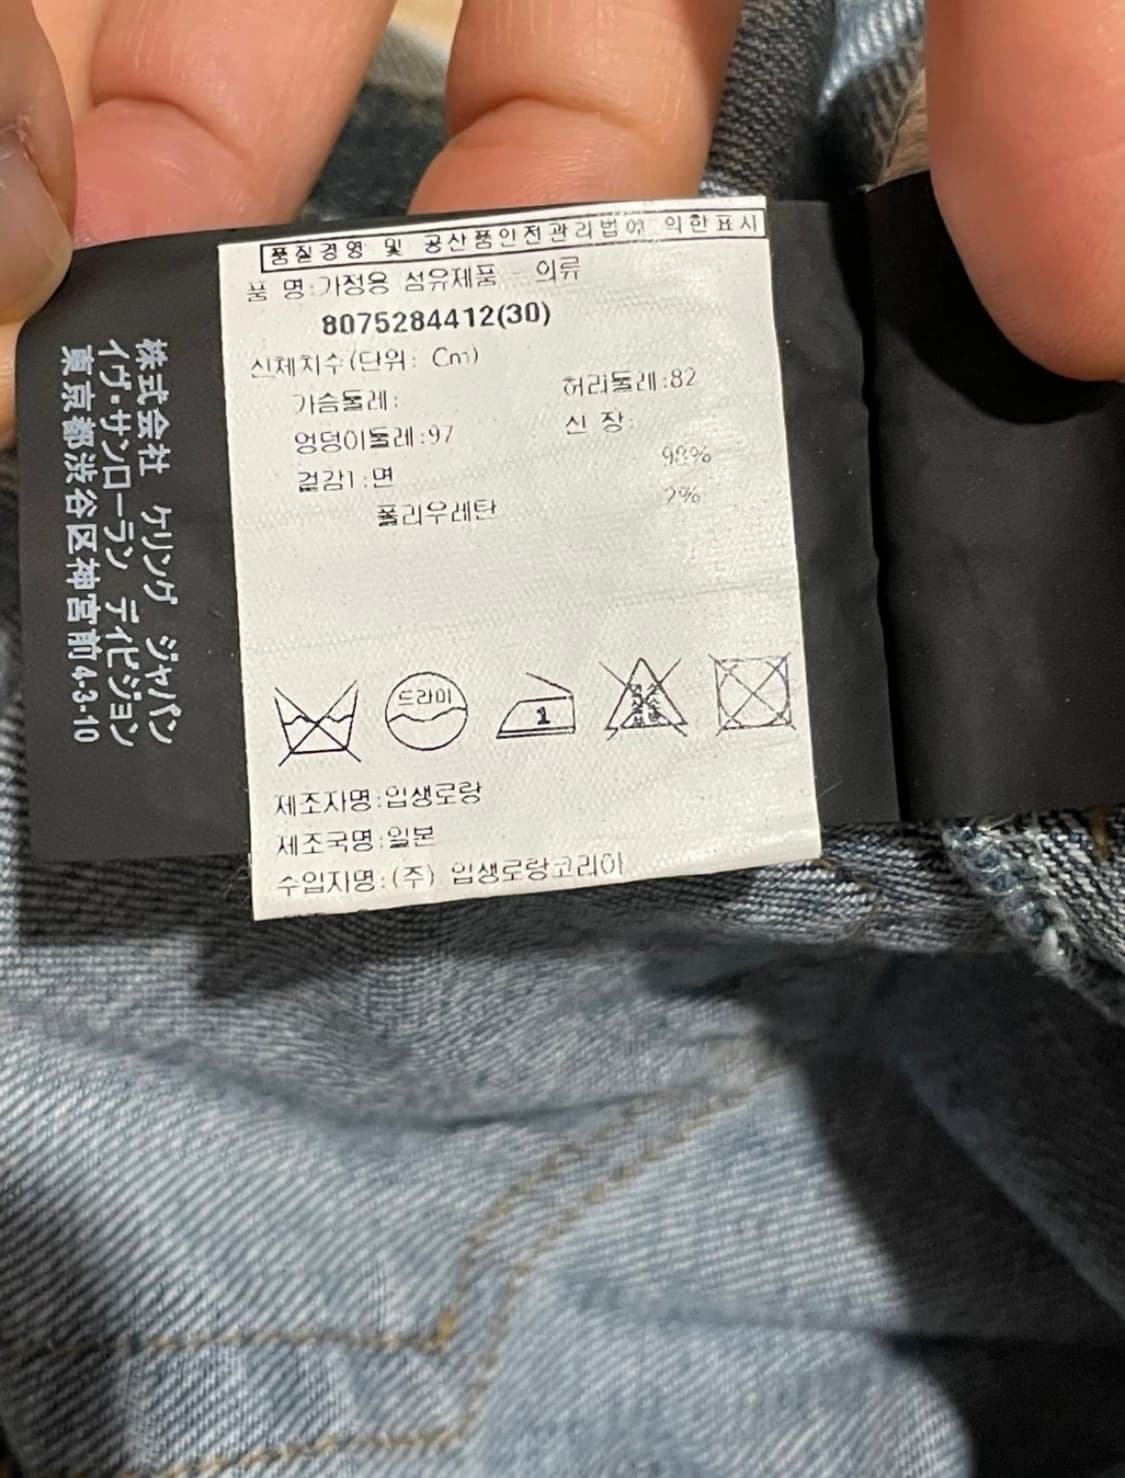 품질경영 및 공산품안전관리법에 의한표시
품 명:가정용 섬유제품 - 의류
8075284412(30)
신체치수(단위: Cm)
가슴둘레:
허리둘레:82
엉덩이둘레:97
신 장:
겉감1:면 98%
폴리우레탄 2%
드라이
1
제조자명:입생로랑
제조국명:일본
수입자명:(주) 입생로랑코리아
株式会社 ケリング ジャパン
イヴ・サンローラン ディビジョン
東京都渋谷区神宮前4-3-10